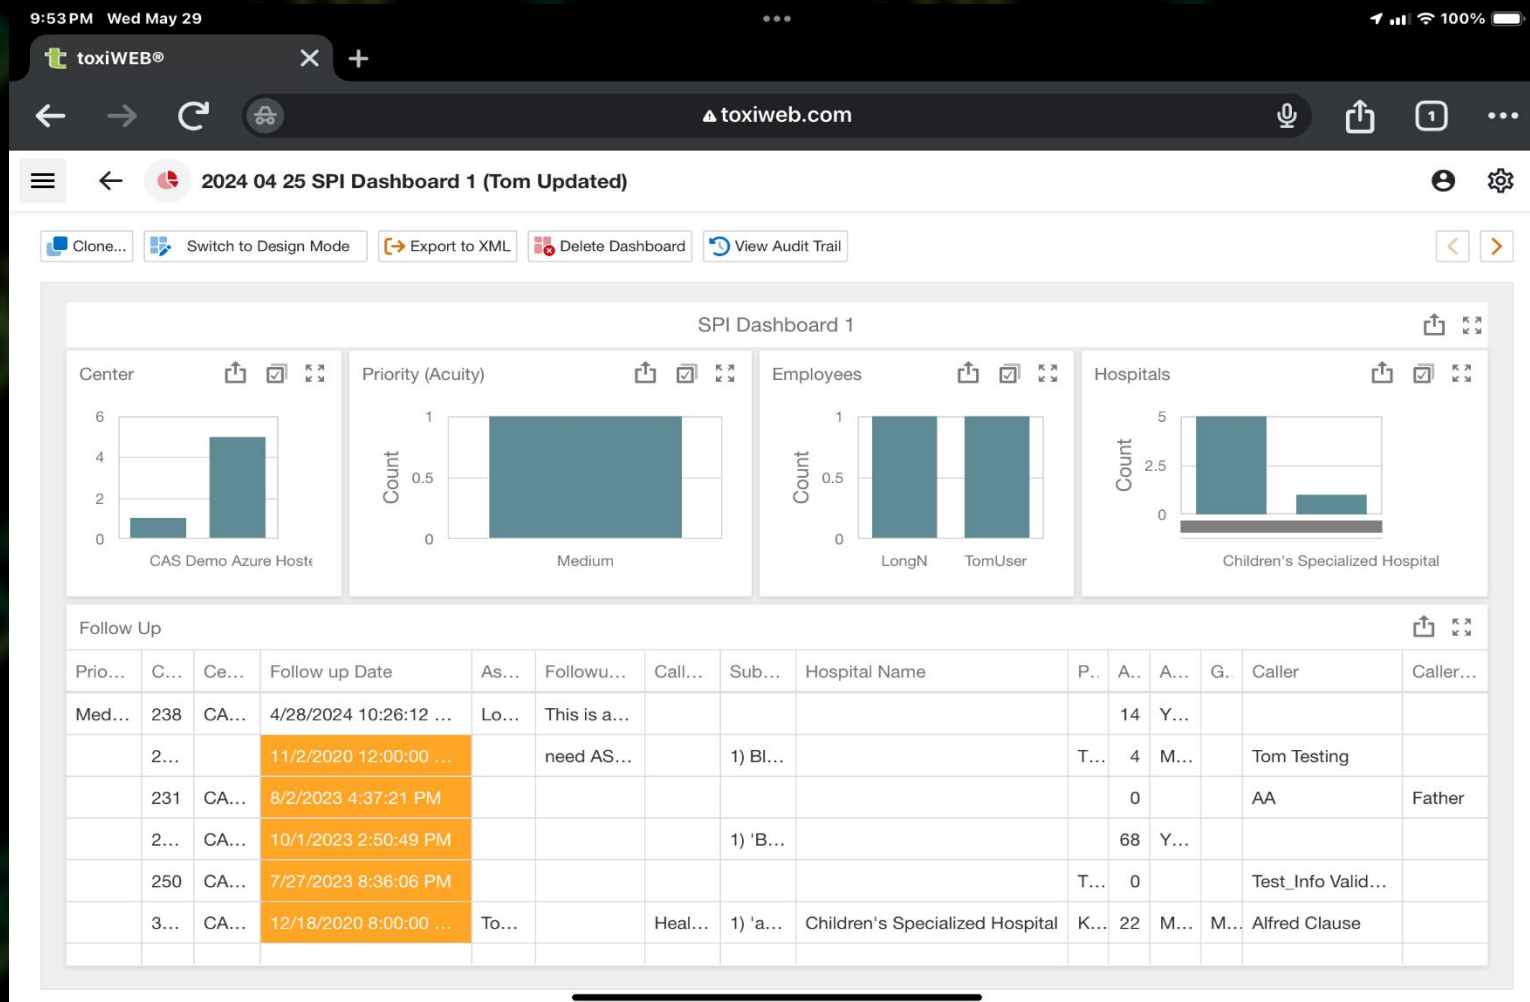 9:53 PM Wed May 29
100%
toxiWEB®
toxiweb.com
1
2024 04 25 SPI Dashboard 1 (Tom Updated)
Clone... Switch to Design Mode Export to XML Delete Dashboard View Audit Trail
SPI Dashboard 1
Center
6
4
2
0
CAS Demo Azure Hoste
Priority (Acuity)
Count
1
0.5
0
Medium
Employees
Count
1
0.5
0
LongN TomUser
Hospitals
Count
5
2.5
0
Children's Specialized Hospital
Follow Up
Prio... C... Ce... Follow up Date As... Followu... Call... Sub... Hospital Name P.. A.. A... G. Caller Caller...
Med... 238 CA... 4/28/2024 10:26:12 ... Lo... This is a... 14 Y...
2... 11/2/2020 12:00:00 ... need AS... 1) Bl... T... 4 M... Tom Testing
231 CA... 8/2/2023 4:37:21 PM 0 AA Father
2... CA... 10/1/2023 2:50:49 PM 1) 'B... 68 Y...
250 CA... 7/27/2023 8:36:06 PM T... 0 Test_Info Valid...
3... CA... 12/18/2020 8:00:00 ... To... Heal... 1) 'a... Children's Specialized Hospital K... 22 M... M... Alfred Clause